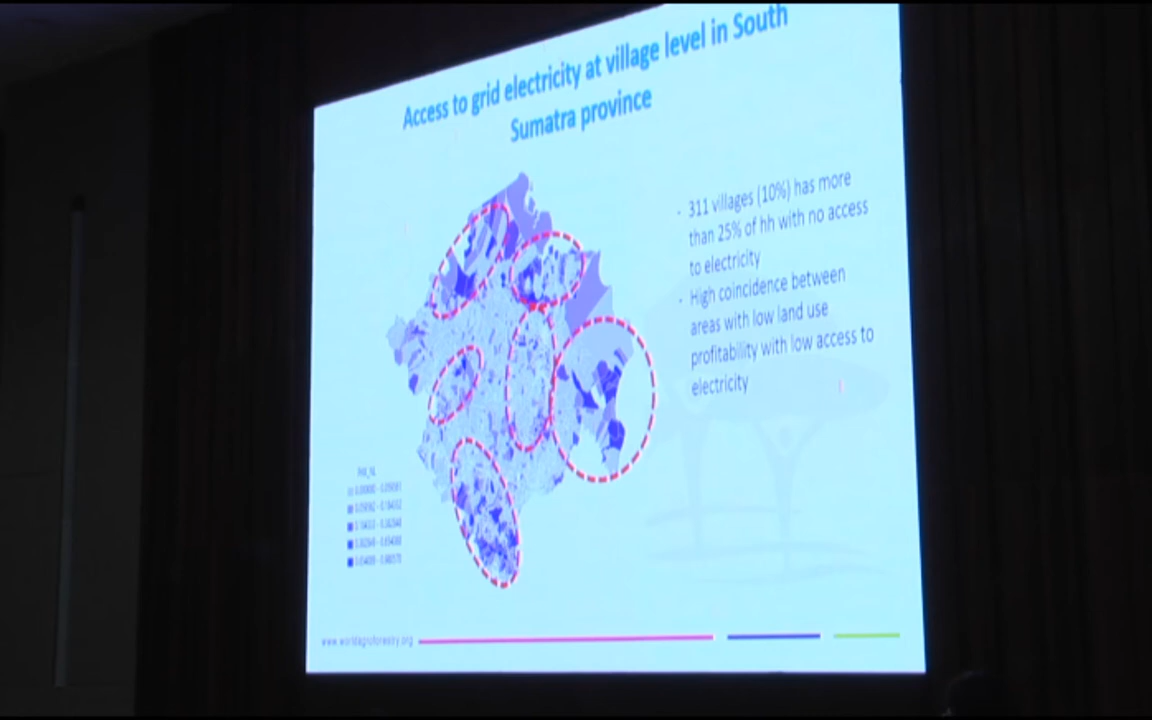 Access to grid electricity at village level in South
Sumatra province
- 311 villages (10%) has more
than 25% of hh with no access
to electricity
- High coincidence between
areas with low land use
profitability with low access to
electricity
www.worldagroforestry.org